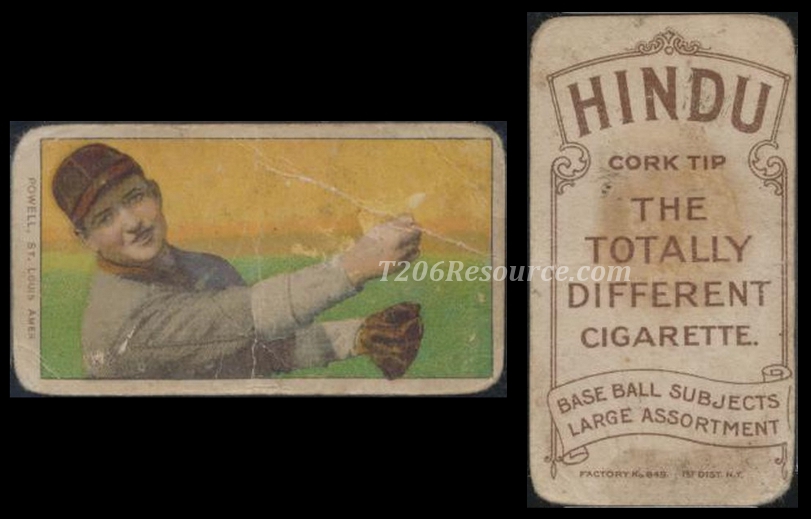 POWELL, ST. LOUIS AMER.
T206Resource.com
HINDU
CORK TIP
THE
TOTALLY
DIFFERENT
CIGARETTE.
BASE BALL SUBJECTS
LARGE ASSORTMENT
FACTORY No. 649. 1ST DIST. N.Y.